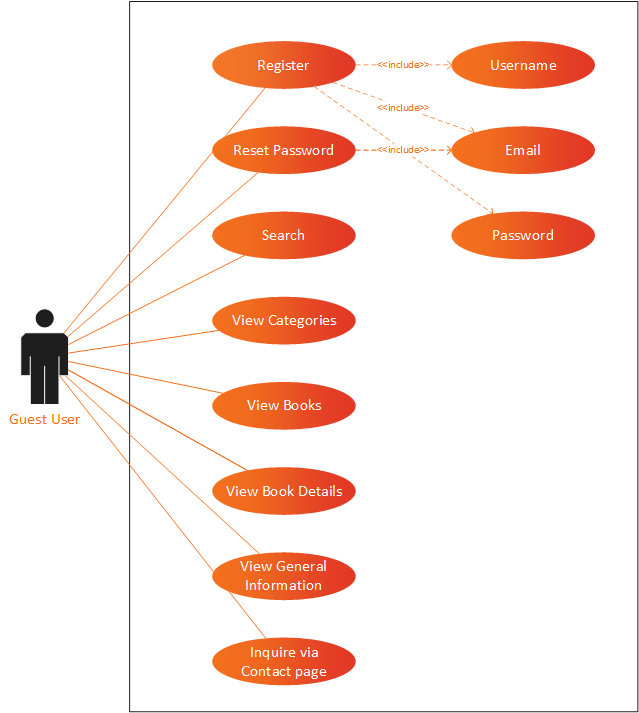 Register
<<include>>
Username
<<include>>
Reset Password
<<include>>
Email
Search
Password
View Categories
Guest User
View Books
View Book Details
View General
Information
Inquire via
Contact page